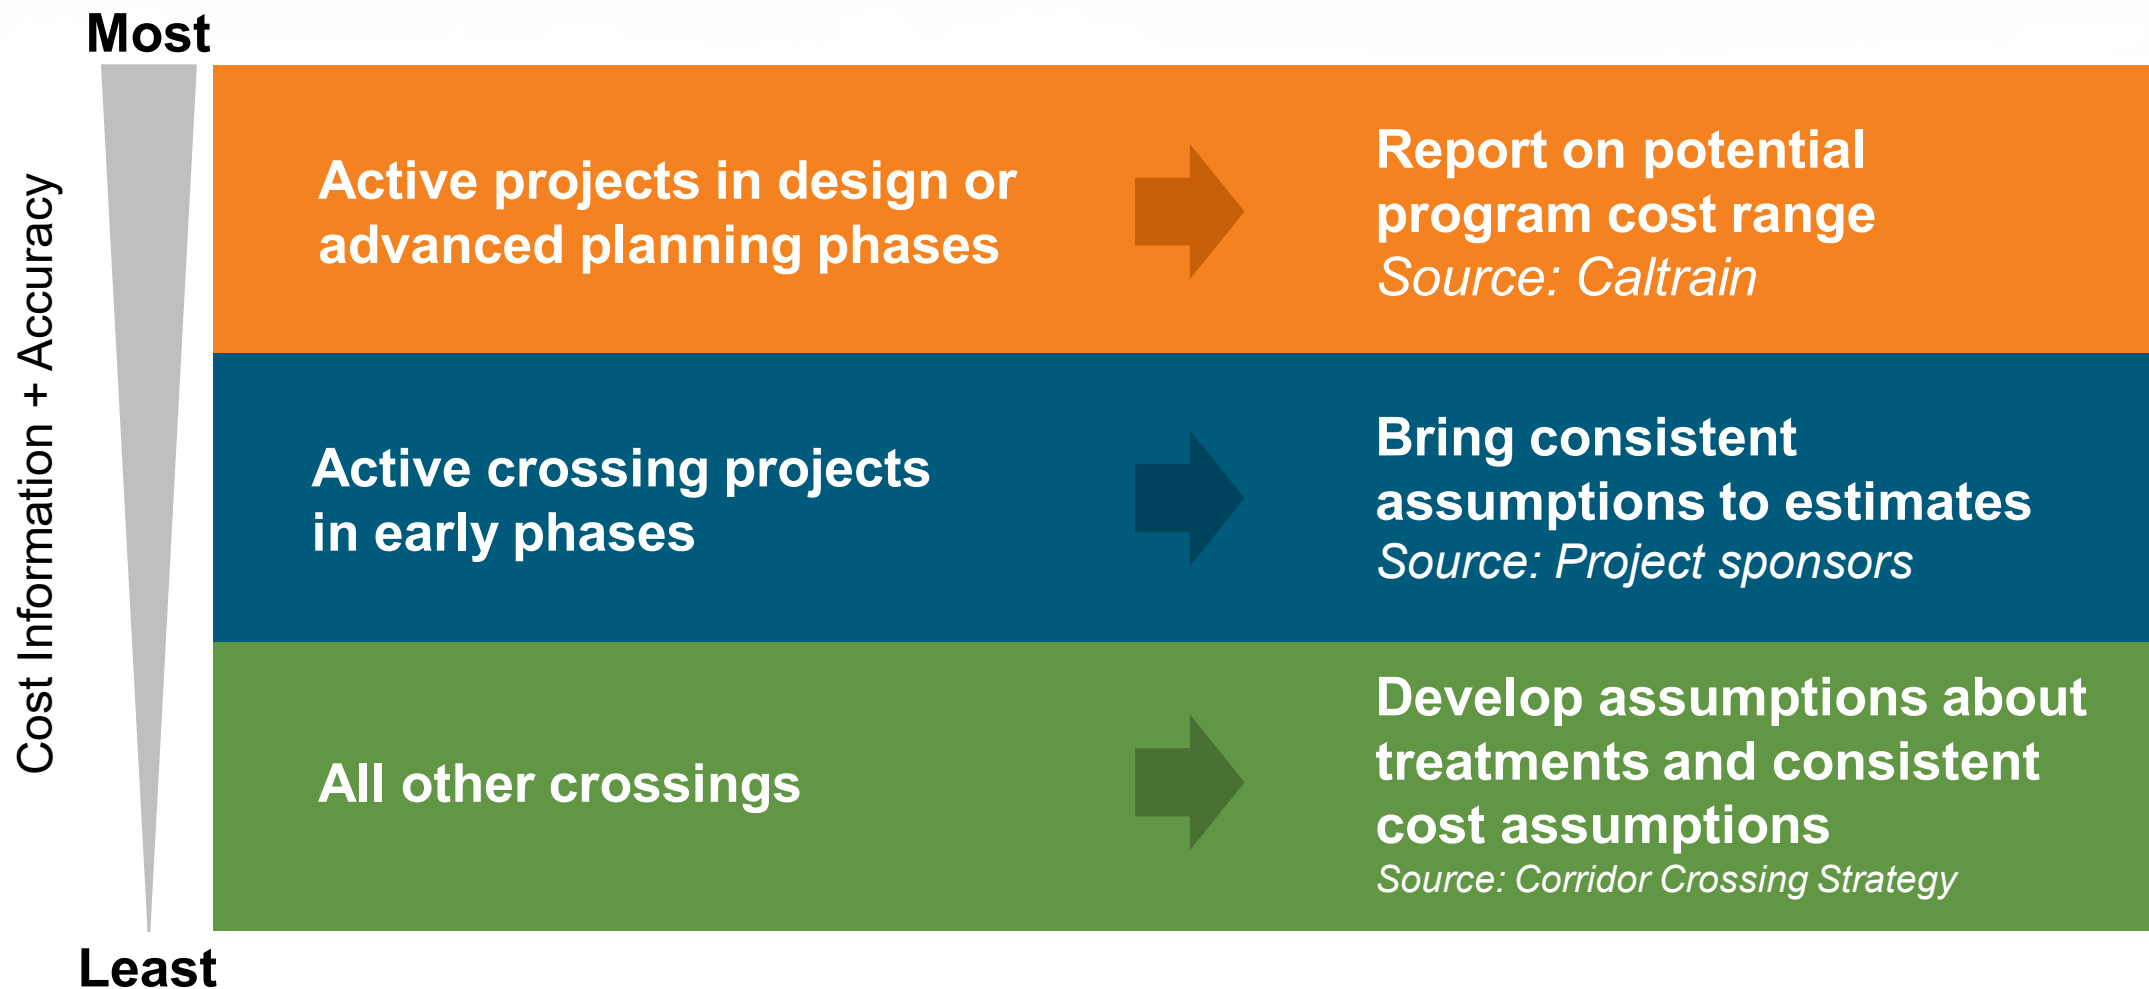 Most
Cost Information + Accuracy
Active projects in design or
advanced planning phases
Report on potential
program cost range
Source: Caltrain
Active crossing projects
in early phases
Bring consistent
assumptions to estimates
Source: Project sponsors
All other crossings
Develop assumptions about
treatments and consistent
cost assumptions
Source: Corridor Crossing Strategy
Least